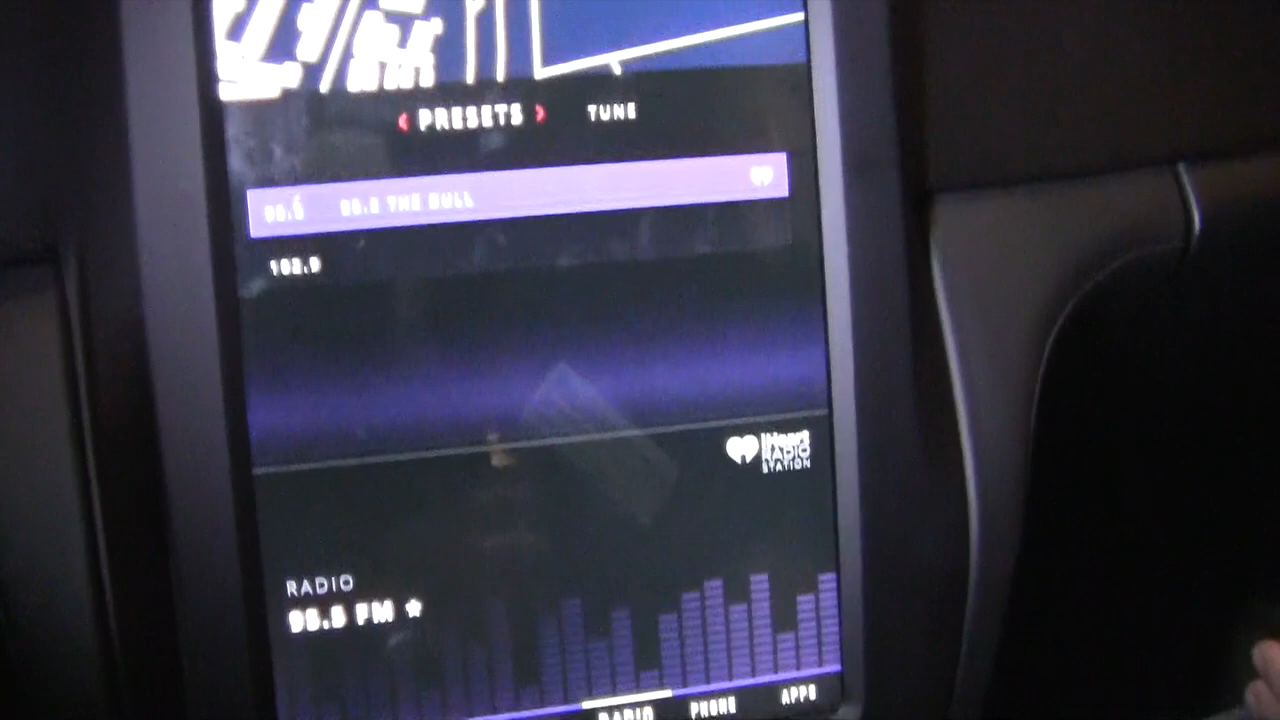 PRESETS TUNE
THE BULL
102.9
iHeart
RADIO
STATION
RADIO
FM
RADIO PHONE APPS